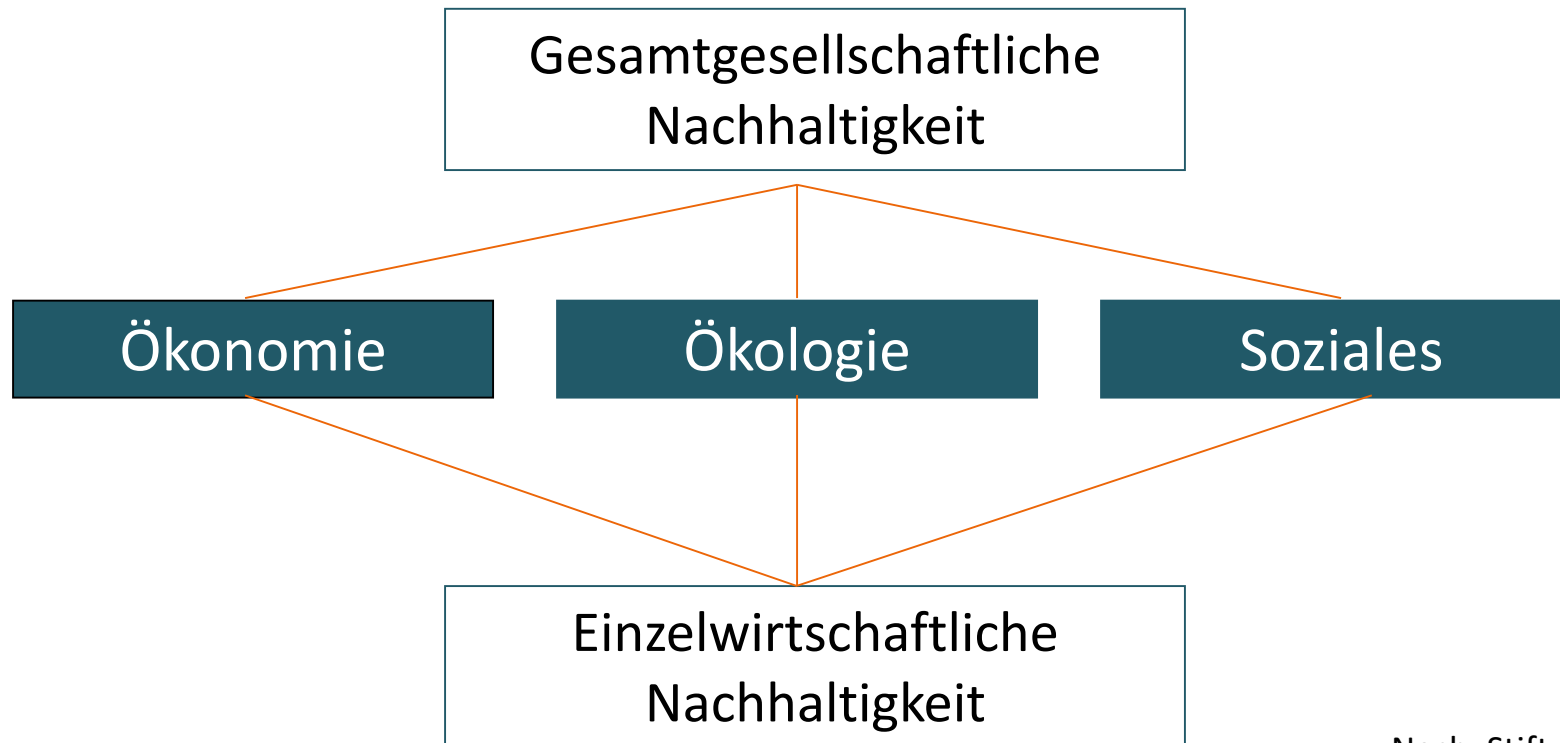 Gesamtgesellschaftliche
Nachhaltigkeit
Ökonomie
Ökologie
Soziales
Einzelwirtschaftliche
Nachhaltigkeit